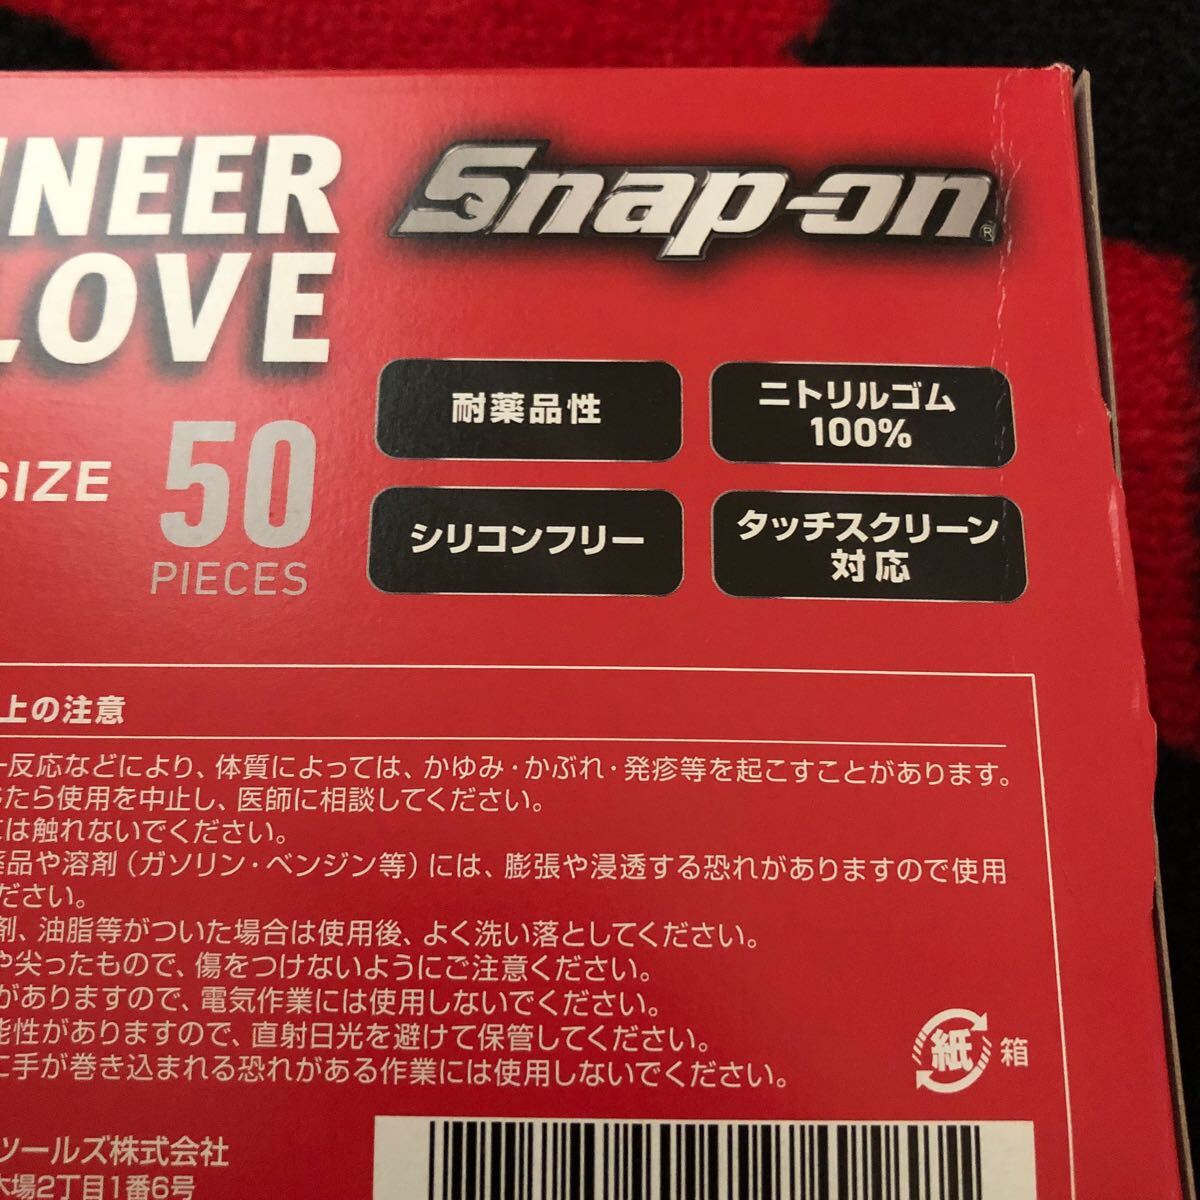 INEER
LOVE
Snap-on®
SIZE
50
PIECES
耐薬品性
ニトリルゴム
100%
シリコンフリー
タッチスクリーン
対応
上の注意
ー反応などにより、体質によっては、かゆみ・かぶれ・発疹等を起こすことがあります。
たら使用を中止し、医師に相談してください。
には触れないでください。
薬品や溶剤（ガソリン・ベンジン等）には、膨張や浸透する恐れがありますので使用
ださい。
剤、油脂等がついた場合は使用後、よく洗い落としてください。
や尖ったもので、傷をつけないようにご注意ください。
がありますので、電気作業には使用しないでください。
能性がありますので、直射日光を避けて保管してください。
に手が巻き込まれる恐れがある作業には使用しないでください。
紙 箱
ツールズ株式会社
木場2丁目1番6号